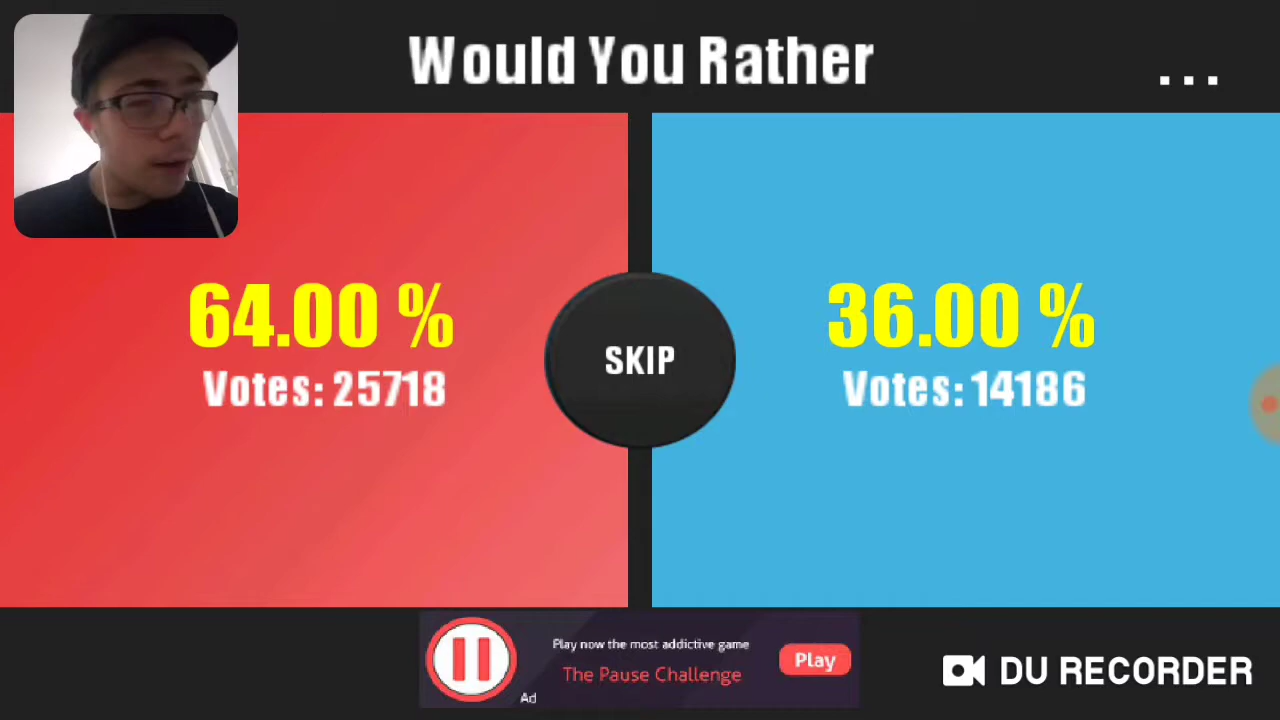 Would You Rather
...
64.00 %
Votes: 25718
SKIP
36.00 %
Votes: 14186
Play now the most addictive game
The Pause Challenge
Play
Ad
DU RECORDER